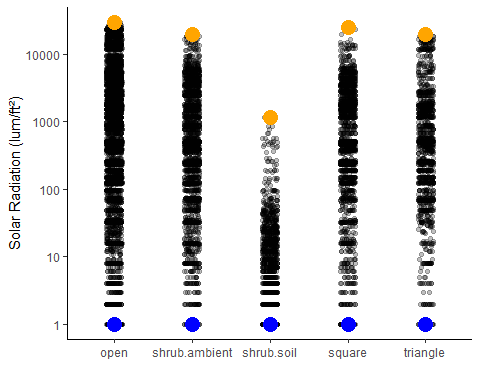 Solar Radiation (lum/ft²)
10000
1000
100
10
1
open shrub.ambient shrub.soil square triangle